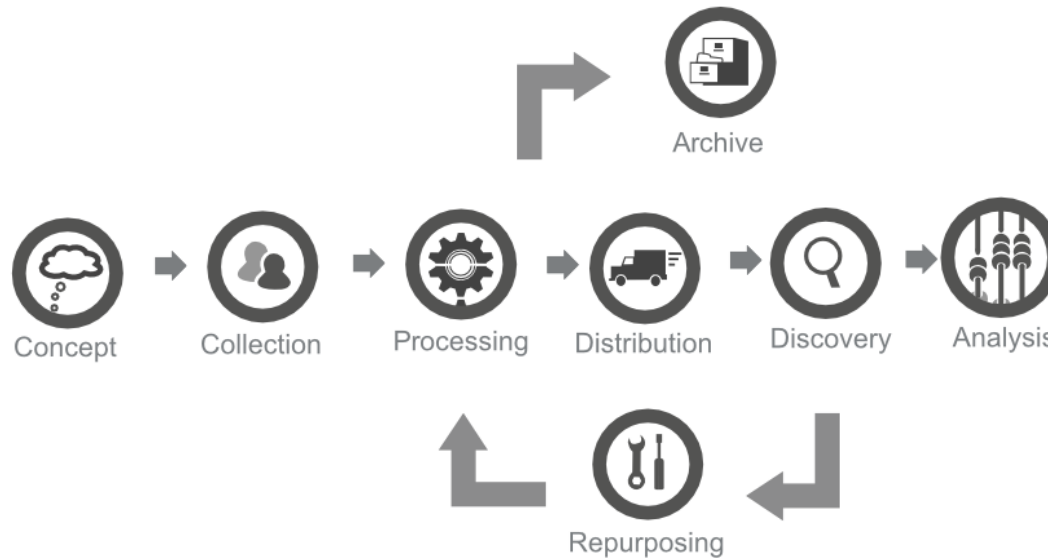 Archive
Concept
Collection
Processing
Distribution
Discovery
Analysis
Repurposing